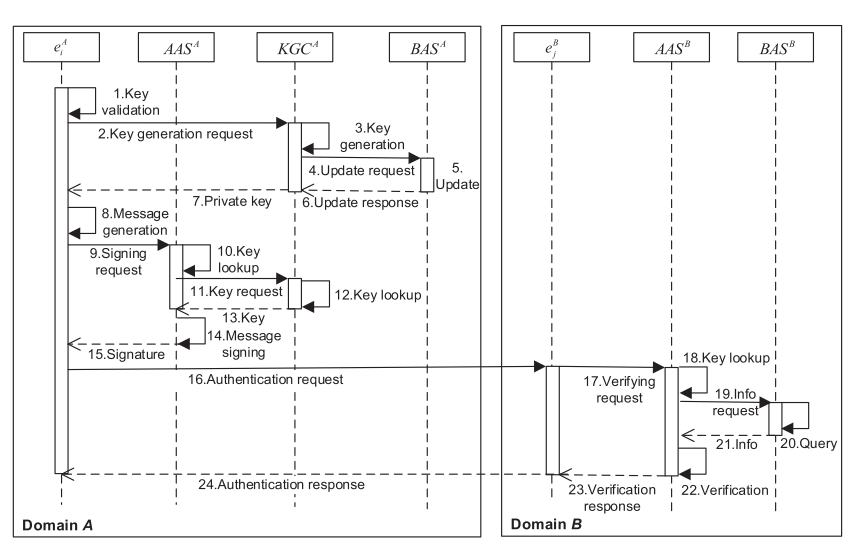 e_i^A
AAS^A
KGC^A
BAS^A
e_j^B
AAS^B
BAS^B
1.Key
validation
2.Key generation request
3.Key
generation
4.Update request
5.
Update
6.Update response
7.Private key
8.Message
generation
9.Signing
request
10.Key
lookup
11.Key request
12.Key lookup
13.Key
14.Message
signing
15.Signature
16.Authentication request
17.Verifying
request
18.Key lookup
19.Info
request
20.Query
21.Info
22.Verification
23.Verification
response
24.Authentication response
Domain A
Domain B